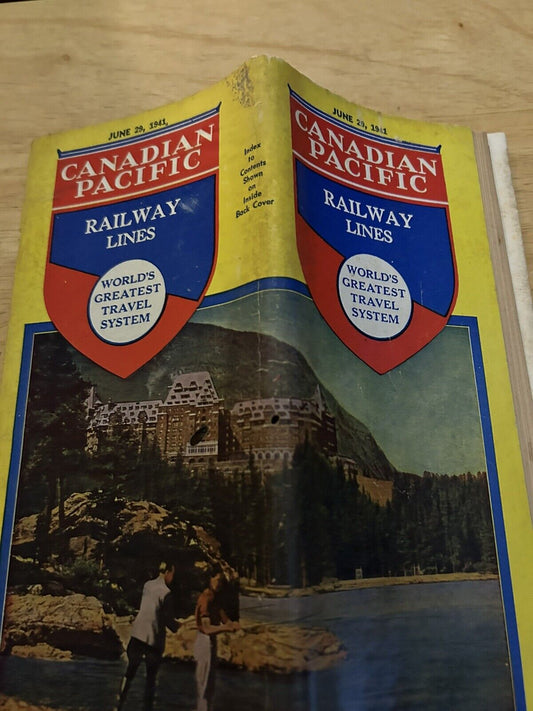 JUNE 29, 1941,
CANADIAN
PACIFIC
RAILWAY
LINES
WORLD'S
GREATEST
TRAVEL
SYSTEM
Index
to
Contents
Shown
on
Inside
Back Cover
JUNE 29, 1941
CANADIAN
PACIFIC
RAILWAY
LINES
WORLD'S
GREATEST
TRAVEL
SYSTEM